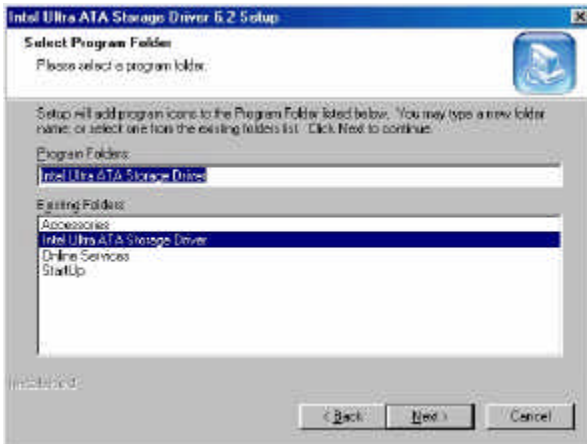 Intel Ultra ATA Storage Driver 6.2 Setup
Select Program Folder
Please select a program folder.
Setup will add program icons to the Program Folder listed below. You may type a new folder
name, or select one from the existing folders list. Click Next to continue.
Program Folders:
Intel Ultra ATA Storage Driver
Existing Folders:
Accessories
Intel Ultra ATA Storage Driver
Online Services
StartUp
InstallShield
< Back
Next >
Cancel